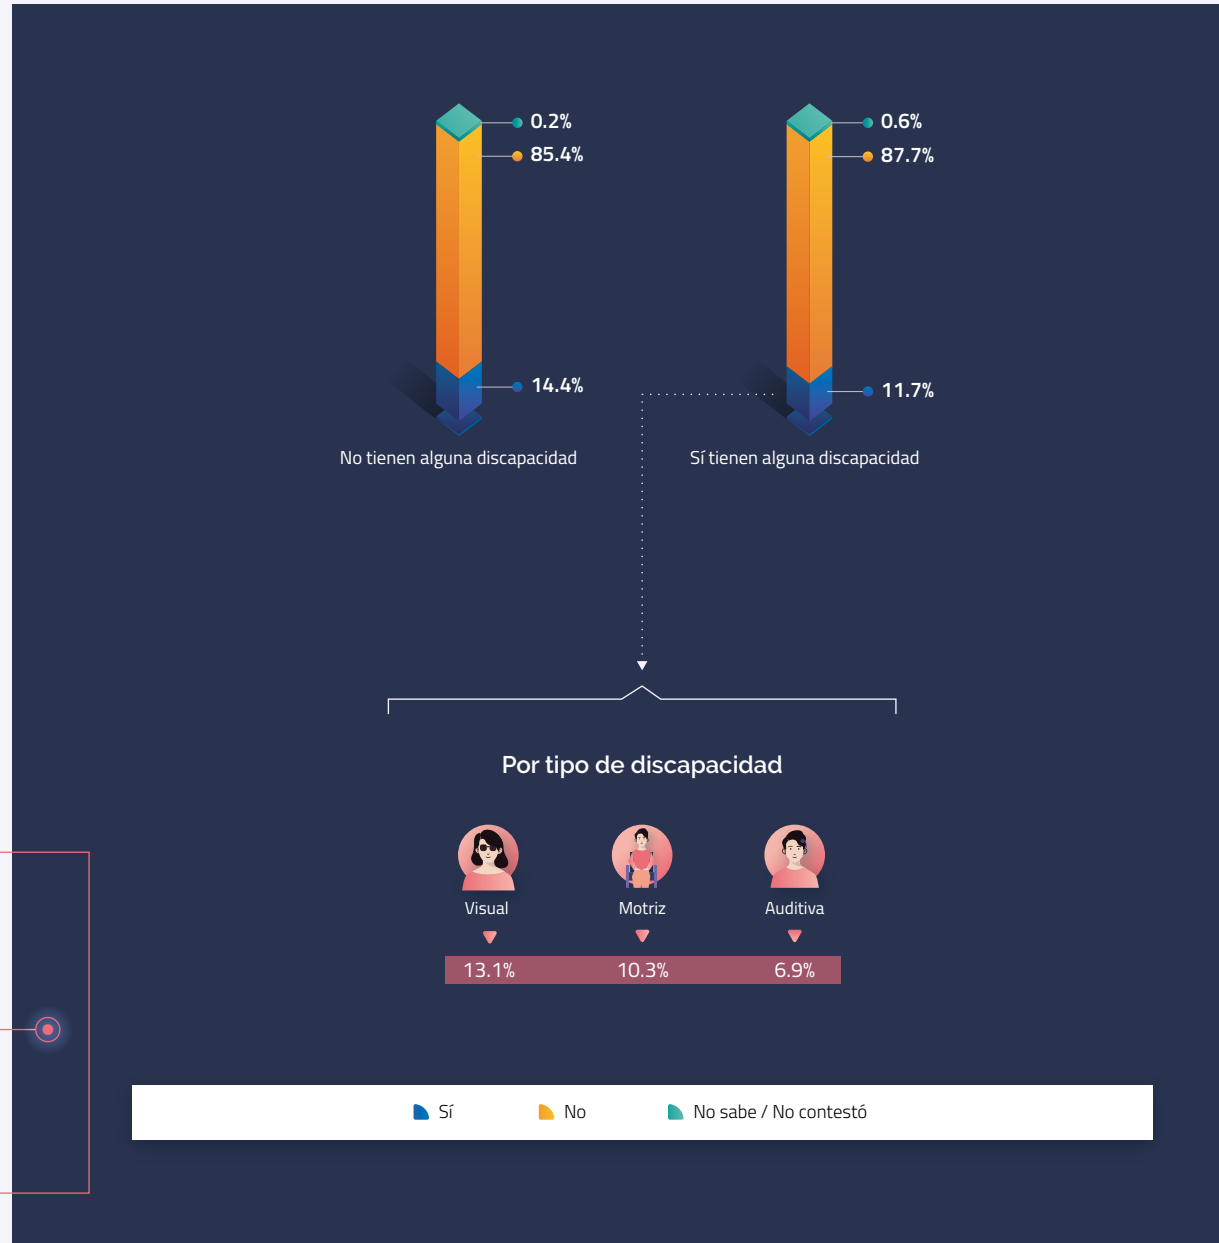 0.2%
85.4%
14.4%
No tienen alguna discapacidad
0.6%
87.7%
11.7%
Sí tienen alguna discapacidad
Por tipo de discapacidad
Visual Motriz Auditiva
13.1% 10.3% 6.9%
Sí No No sabe / No contestó